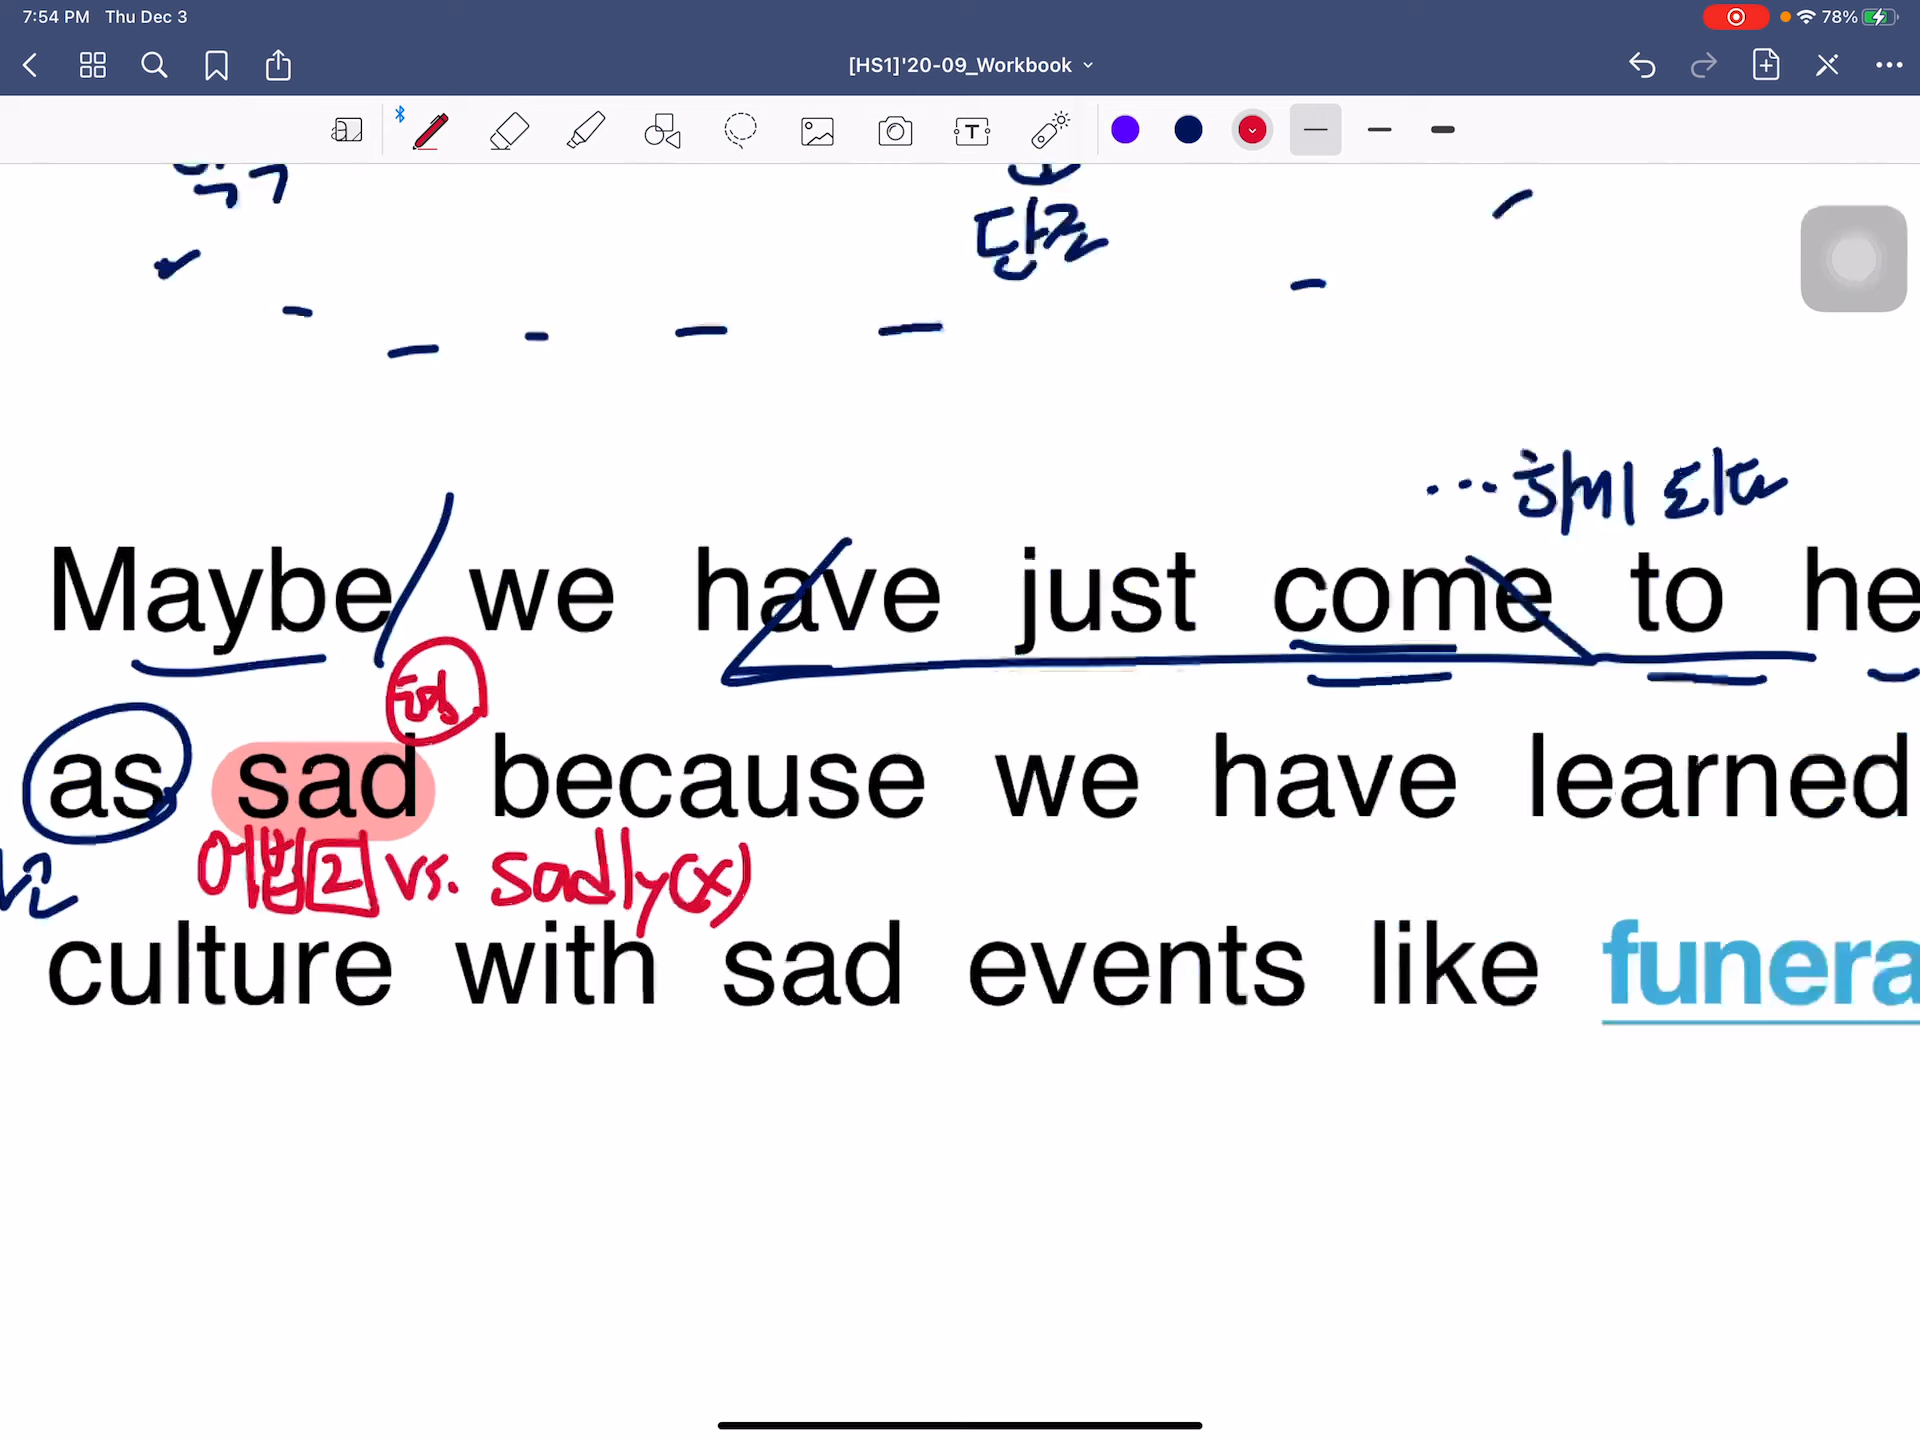 7:54 PM Thu Dec 3
78%
[HS1]'20-09_Workbook
단조
…하게 되다
Maybe we have just come to he
형
as sad because we have learned
어법2 vs. sadly(x)
culture with sad events like funera